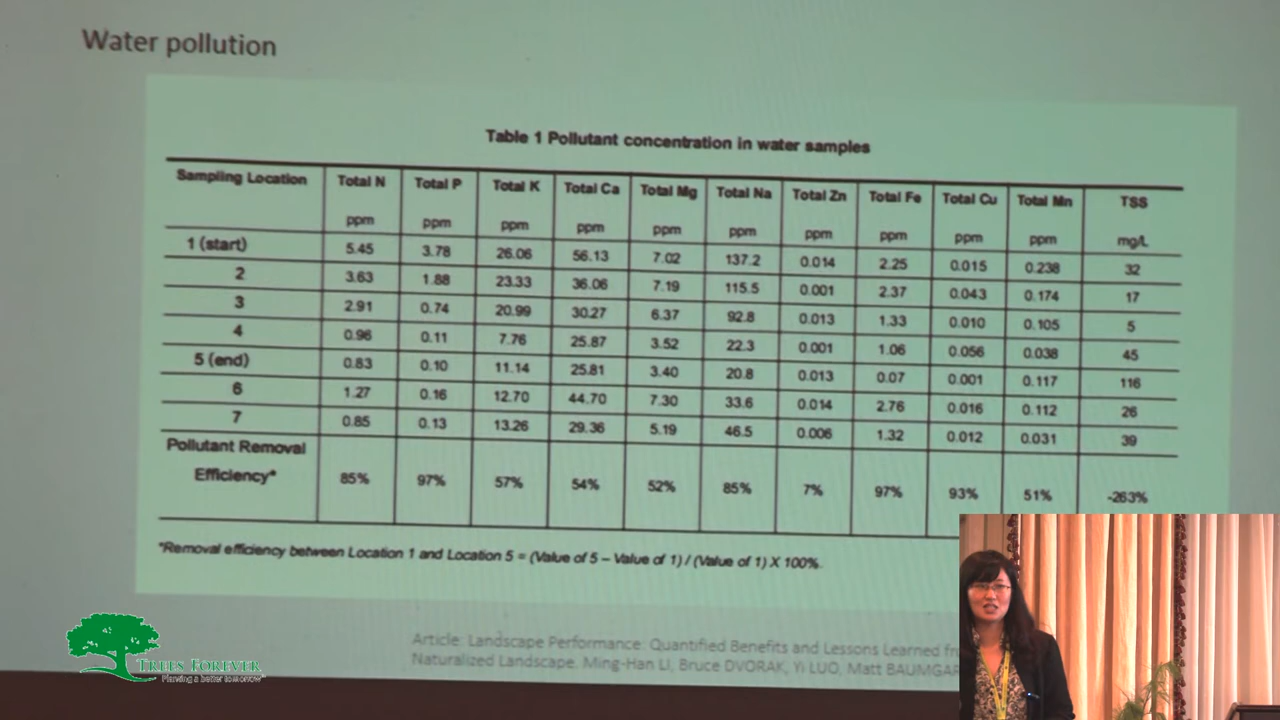 Water pollution
Table 1 Pollutant concentration in water samples
Sampling Location Total N Total P Total K Total Ca Total Mg Total Na Total Zn Total Fe Total Cu Total Mn TSS
ppm ppm ppm ppm ppm ppm ppm ppm ppm ppm mg/L
1 (start) 5.45 3.78 26.06 56.13 7.02 137.2 0.014 2.25 0.015 0.238 32
2 3.63 1.88 23.33 36.06 7.19 115.5 0.001 2.37 0.043 0.174 17
3 2.91 0.74 20.99 30.27 6.37 92.8 0.013 1.33 0.010 0.105 5
4 0.96 0.11 7.76 25.87 3.52 22.3 0.001 1.06 0.056 0.038 45
5 (end) 0.83 0.10 11.14 25.81 3.40 20.8 0.013 0.07 0.001 0.117 116
6 1.27 0.16 12.70 44.70 7.30 33.6 0.014 2.76 0.016 0.112 26
7 0.85 0.13 13.26 29.36 5.19 46.5 0.006 1.32 0.012 0.031 39
Pollutant Removal
Efficiency* 85% 97% 57% 54% 52% 85% 7% 97% 93% 51% -263%
*Removal efficiency between Location 1 and Location 5 = (Value of 5 – Value of 1) / (Value of 1) X 100%.
Article: Landscape Performance: Quantified Benefits and Lessons Learned
Naturalized Landscape. Ming-Han LI, Bruce DVORAK, Yi LUO, Matt
TREES FOREVER
Planting a better tomorrow